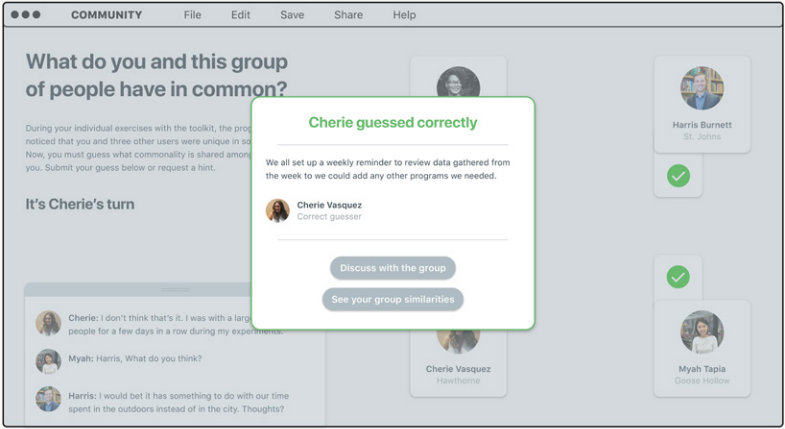 COMMUNITY File Edit Save Share Help
What do you and this group
of people have in common?
During your individual exercises with the toolkit, the prog
noticed that you and three other users were unique in so
Now, you must guess what commonality is shared among
you. Submit your guess below or request a hint.
It's Cherie's turn
Cherie guessed correctly
We all set up a weekly reminder to review data gathered from
the week to we could add any other programs we needed.
Cherie Vasquez
Correct guesser
Discuss with the group
See your group similarities
Harris Burnett
St. Johns
Cherie: I don't think that's it. I was with a large
people for a few days in a row during my experiments.
Myah: Harris, What do you think?
Harris: I would bet it has something to do with our time
spent in the outdoors instead of in the city. Thoughts?
Cherie Vasquez
Hawthorne
Myah Tapia
Goose Hollow